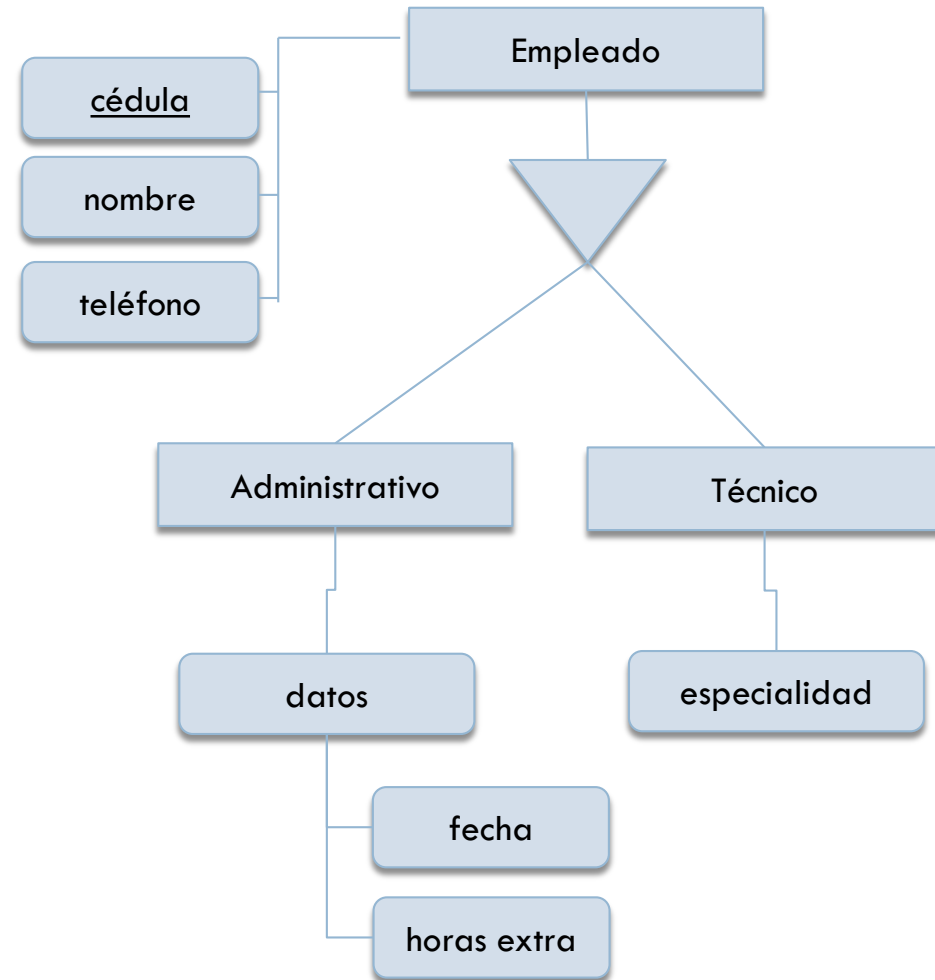 Empleado
cédula
nombre
teléfono
Administrativo
Técnico
datos
especialidad
fecha
horas extra